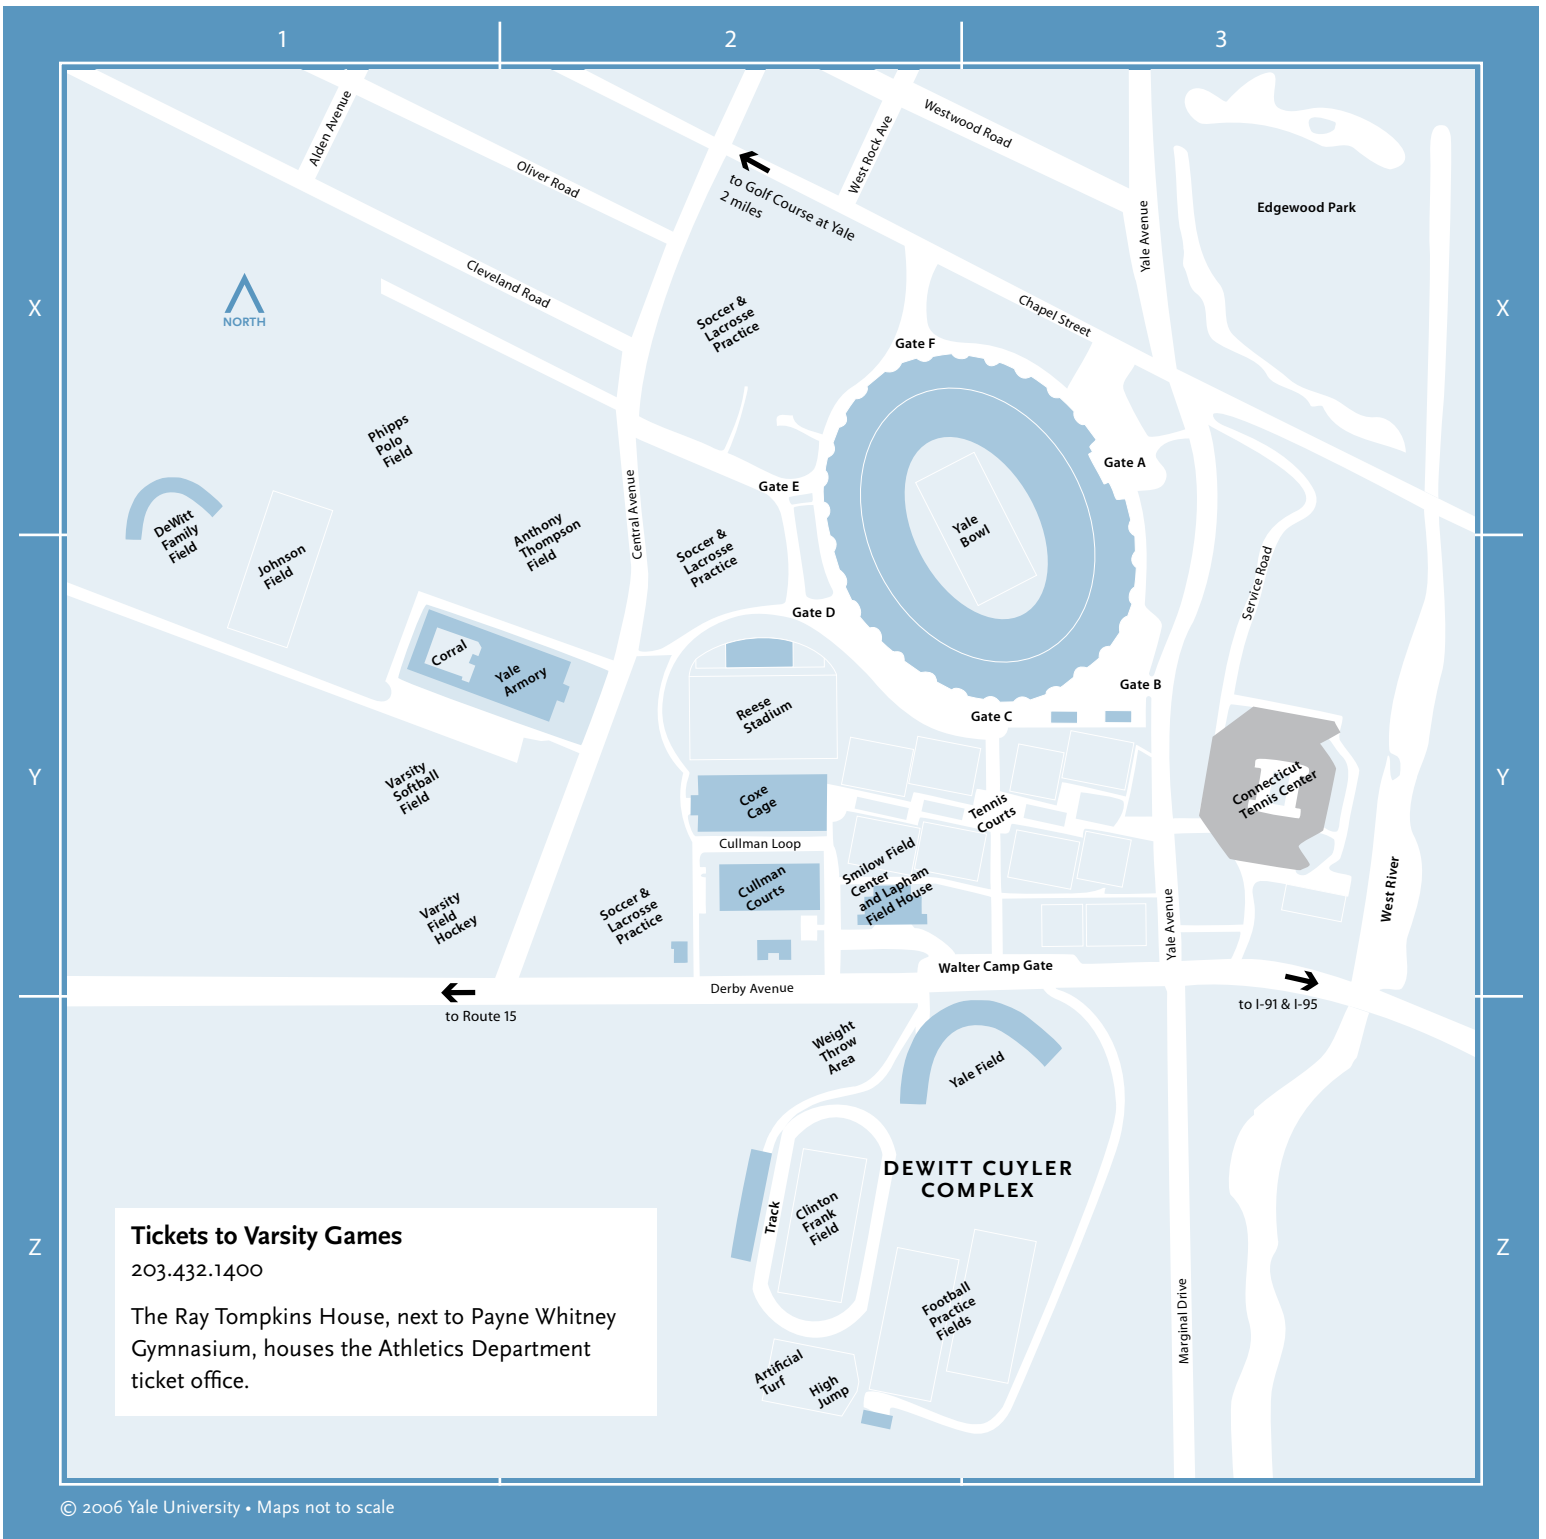 1
2
3
Alden Avenue
Oliver Road
Cleveland Road
West Rock Ave
Westwood Road
to Golf Course at Yale
2 miles
Yale Avenue
Edgewood Park
X
X
NORTH
Soccer &
Lacrosse
Practice
Chapel Street
Gate F
Phipps
Polo
Field
Gate A
Gate E
DeWitt
Family
Field
Johnson
Field
Anthony
Thompson
Field
Central Avenue
Soccer &
Lacrosse
Practice
Yale
Bowl
Service Road
Gate D
Corral
Yale
Armory
Gate B
Reese
Stadium
Gate C
Y
Y
Varsity
Softball
Field
Coxe
Cage
Tennis
Courts
Connecticut
Tennis Center
Cullman Loop
Cullman
Courts
Smilow Field
Center
and Lapham
Field House
West River
Varsity
Field
Hockey
Soccer &
Lacrosse
Practice
Yale Avenue
Walter Camp Gate
Derby Avenue
to Route 15
to I-91 & I-95
Weight
Throw
Area
Yale Field
DEWITT CUYLER
COMPLEX
Track
Clinton
Frank
Field
Z
Z
Football
Practice
Fields
Marginal Drive
Artificial
Turf
High
Jump
Tickets to Varsity Games
203.432.1400
The Ray Tompkins House, next to Payne Whitney
Gymnasium, houses the Athletics Department
ticket office.
© 2006 Yale University • Maps not to scale